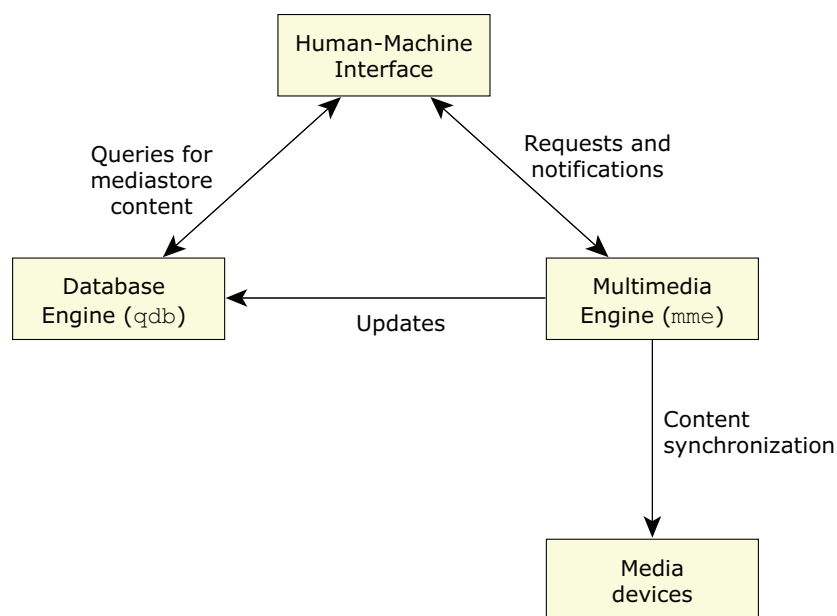 Human-Machine
Interface
Queries for
mediastore
content
Requests and
notifications
Database
Engine (qdb)
Updates
Multimedia
Engine (mme)
Content
synchronization
Media
devices